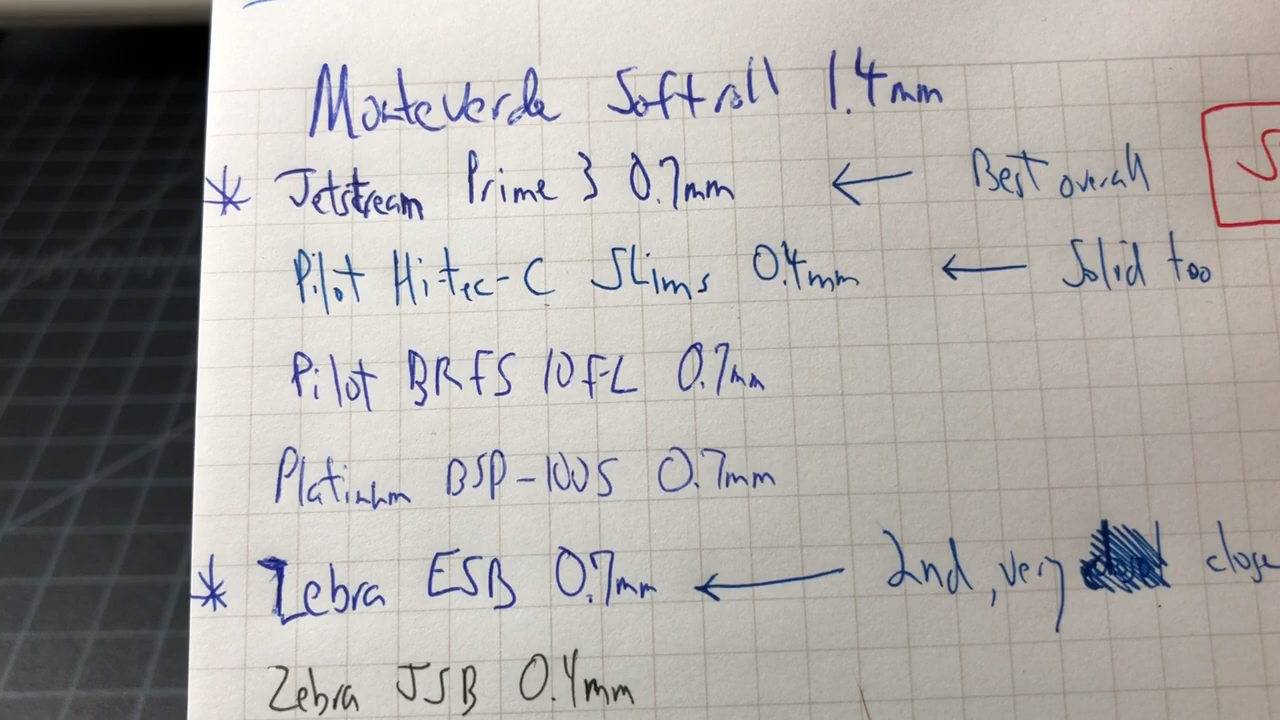 Monteverde Softroll 1.4mm
* Jetstream Prime 3 0.7mm ← Best overall
Pilot Hi-tec-C Slims 0.4mm ← Solid too
Pilot BRFS 10F-L 0.7mm
Platinum BSP-100S 0.7mm
* Zebra ESB 0.7mm ← 2nd, very close
Zebra JSB 0.4mm